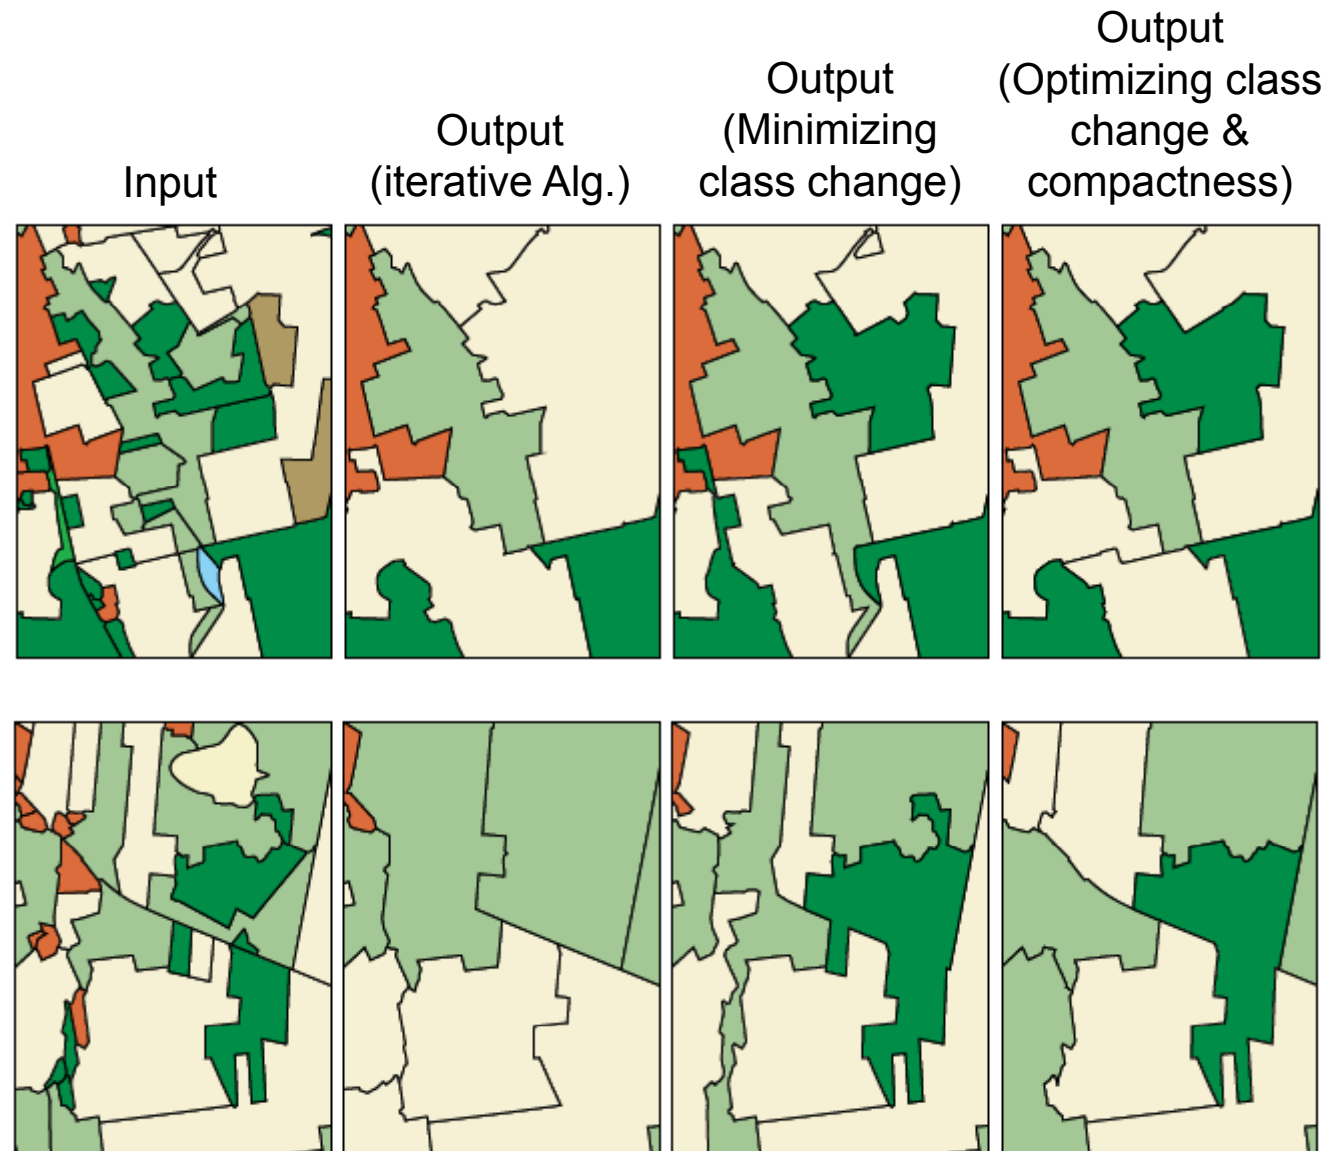 Input
Output
(iterative Alg.)
Output
(Minimizing
class change)
Output
(Optimizing class
change &
compactness)